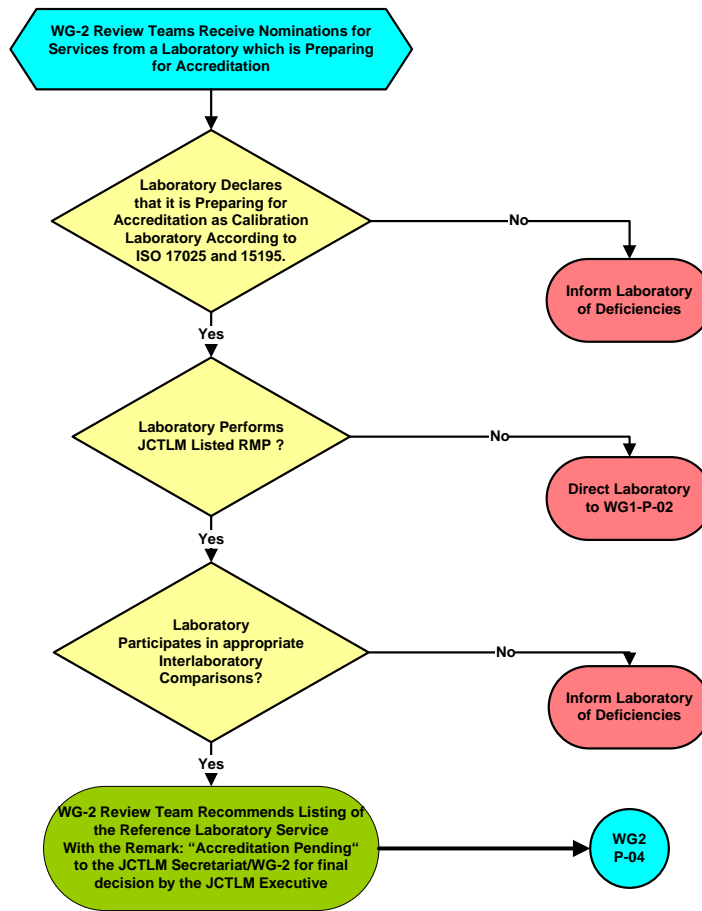 WG-2 Review Teams Receive Nominations for
Services from a Laboratory which is Preparing
for Accreditation
Laboratory Declares
that it is Preparing for
Accreditation as Calibration
Laboratory According to
ISO 17025 and 15195.
No
Inform Laboratory
of Deficiencies
Yes
Laboratory Performs
JCTLM Listed RMP ?
No
Direct Laboratory
to WG1-P-02
Yes
Laboratory
Participates in appropriate
Interlaboratory
Comparisons?
No
Inform Laboratory
of Deficiencies
Yes
WG-2 Review Team Recommends Listing of
the Reference Laboratory Service
With the Remark: “Accreditation Pending“
to the JCTLM Secretariat/WG-2 for final
decision by the JCTLM Executive
WG2
P-04